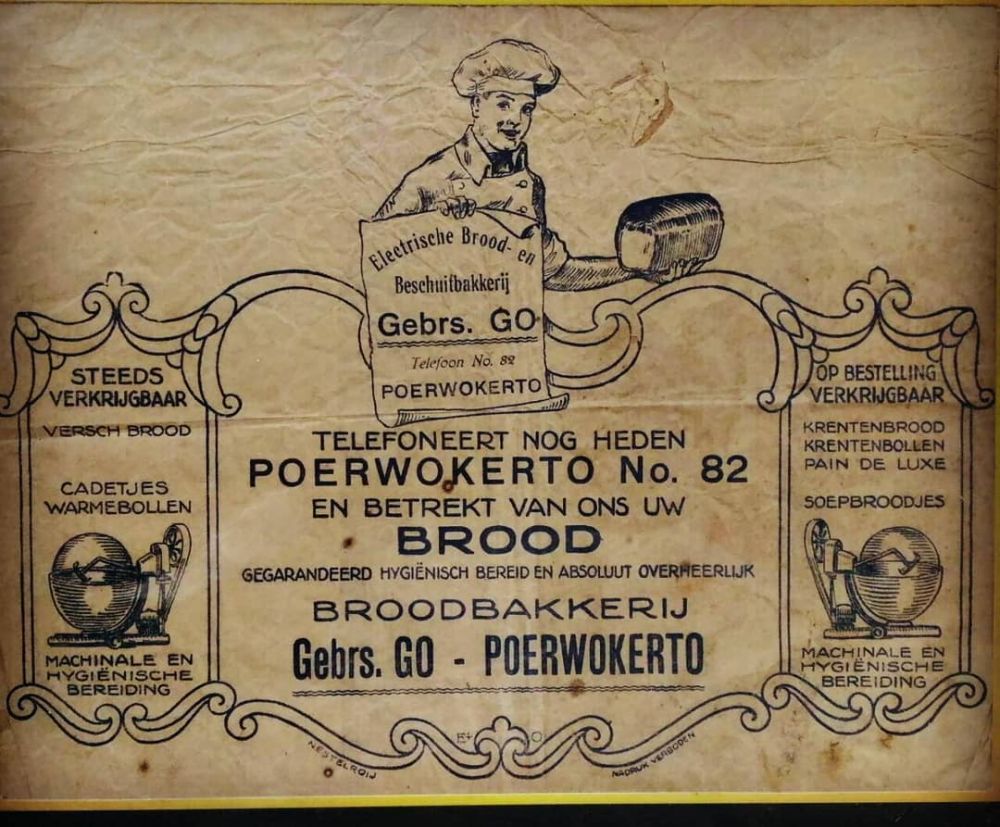 Electrische Brood- en
Beschuitbakkerij
Gebrs. GO
Telefoon No. 82
POERWOKERTO
STEEDS
VERKRIJGBAAR
VERSCH BROOD
CADETJES
WARMEBOLLEN
MACHINALE EN
HYGIËNISCHE
BEREIDING
TELEFONEERT NOG HEDEN
POERWOKERTO No. 82
EN BETREKT VAN ONS UW
BROOD
GEGARANDEERD HYGIËNISCH BEREID EN ABSOLUUT OVERHEERLIJK
BROODBAKKERIJ
Gebrs. GO - POERWOKERTO
OP BESTELLING
VERKRIJGBAAR
KRENTENBROOD
KRENTENBOLLEN
PAIN DE LUXE
SOEPBROODJES
MACHINALE EN
HYGIËNISCHE
BEREIDING
NESTELROIJ
NADRUK VERBODEN